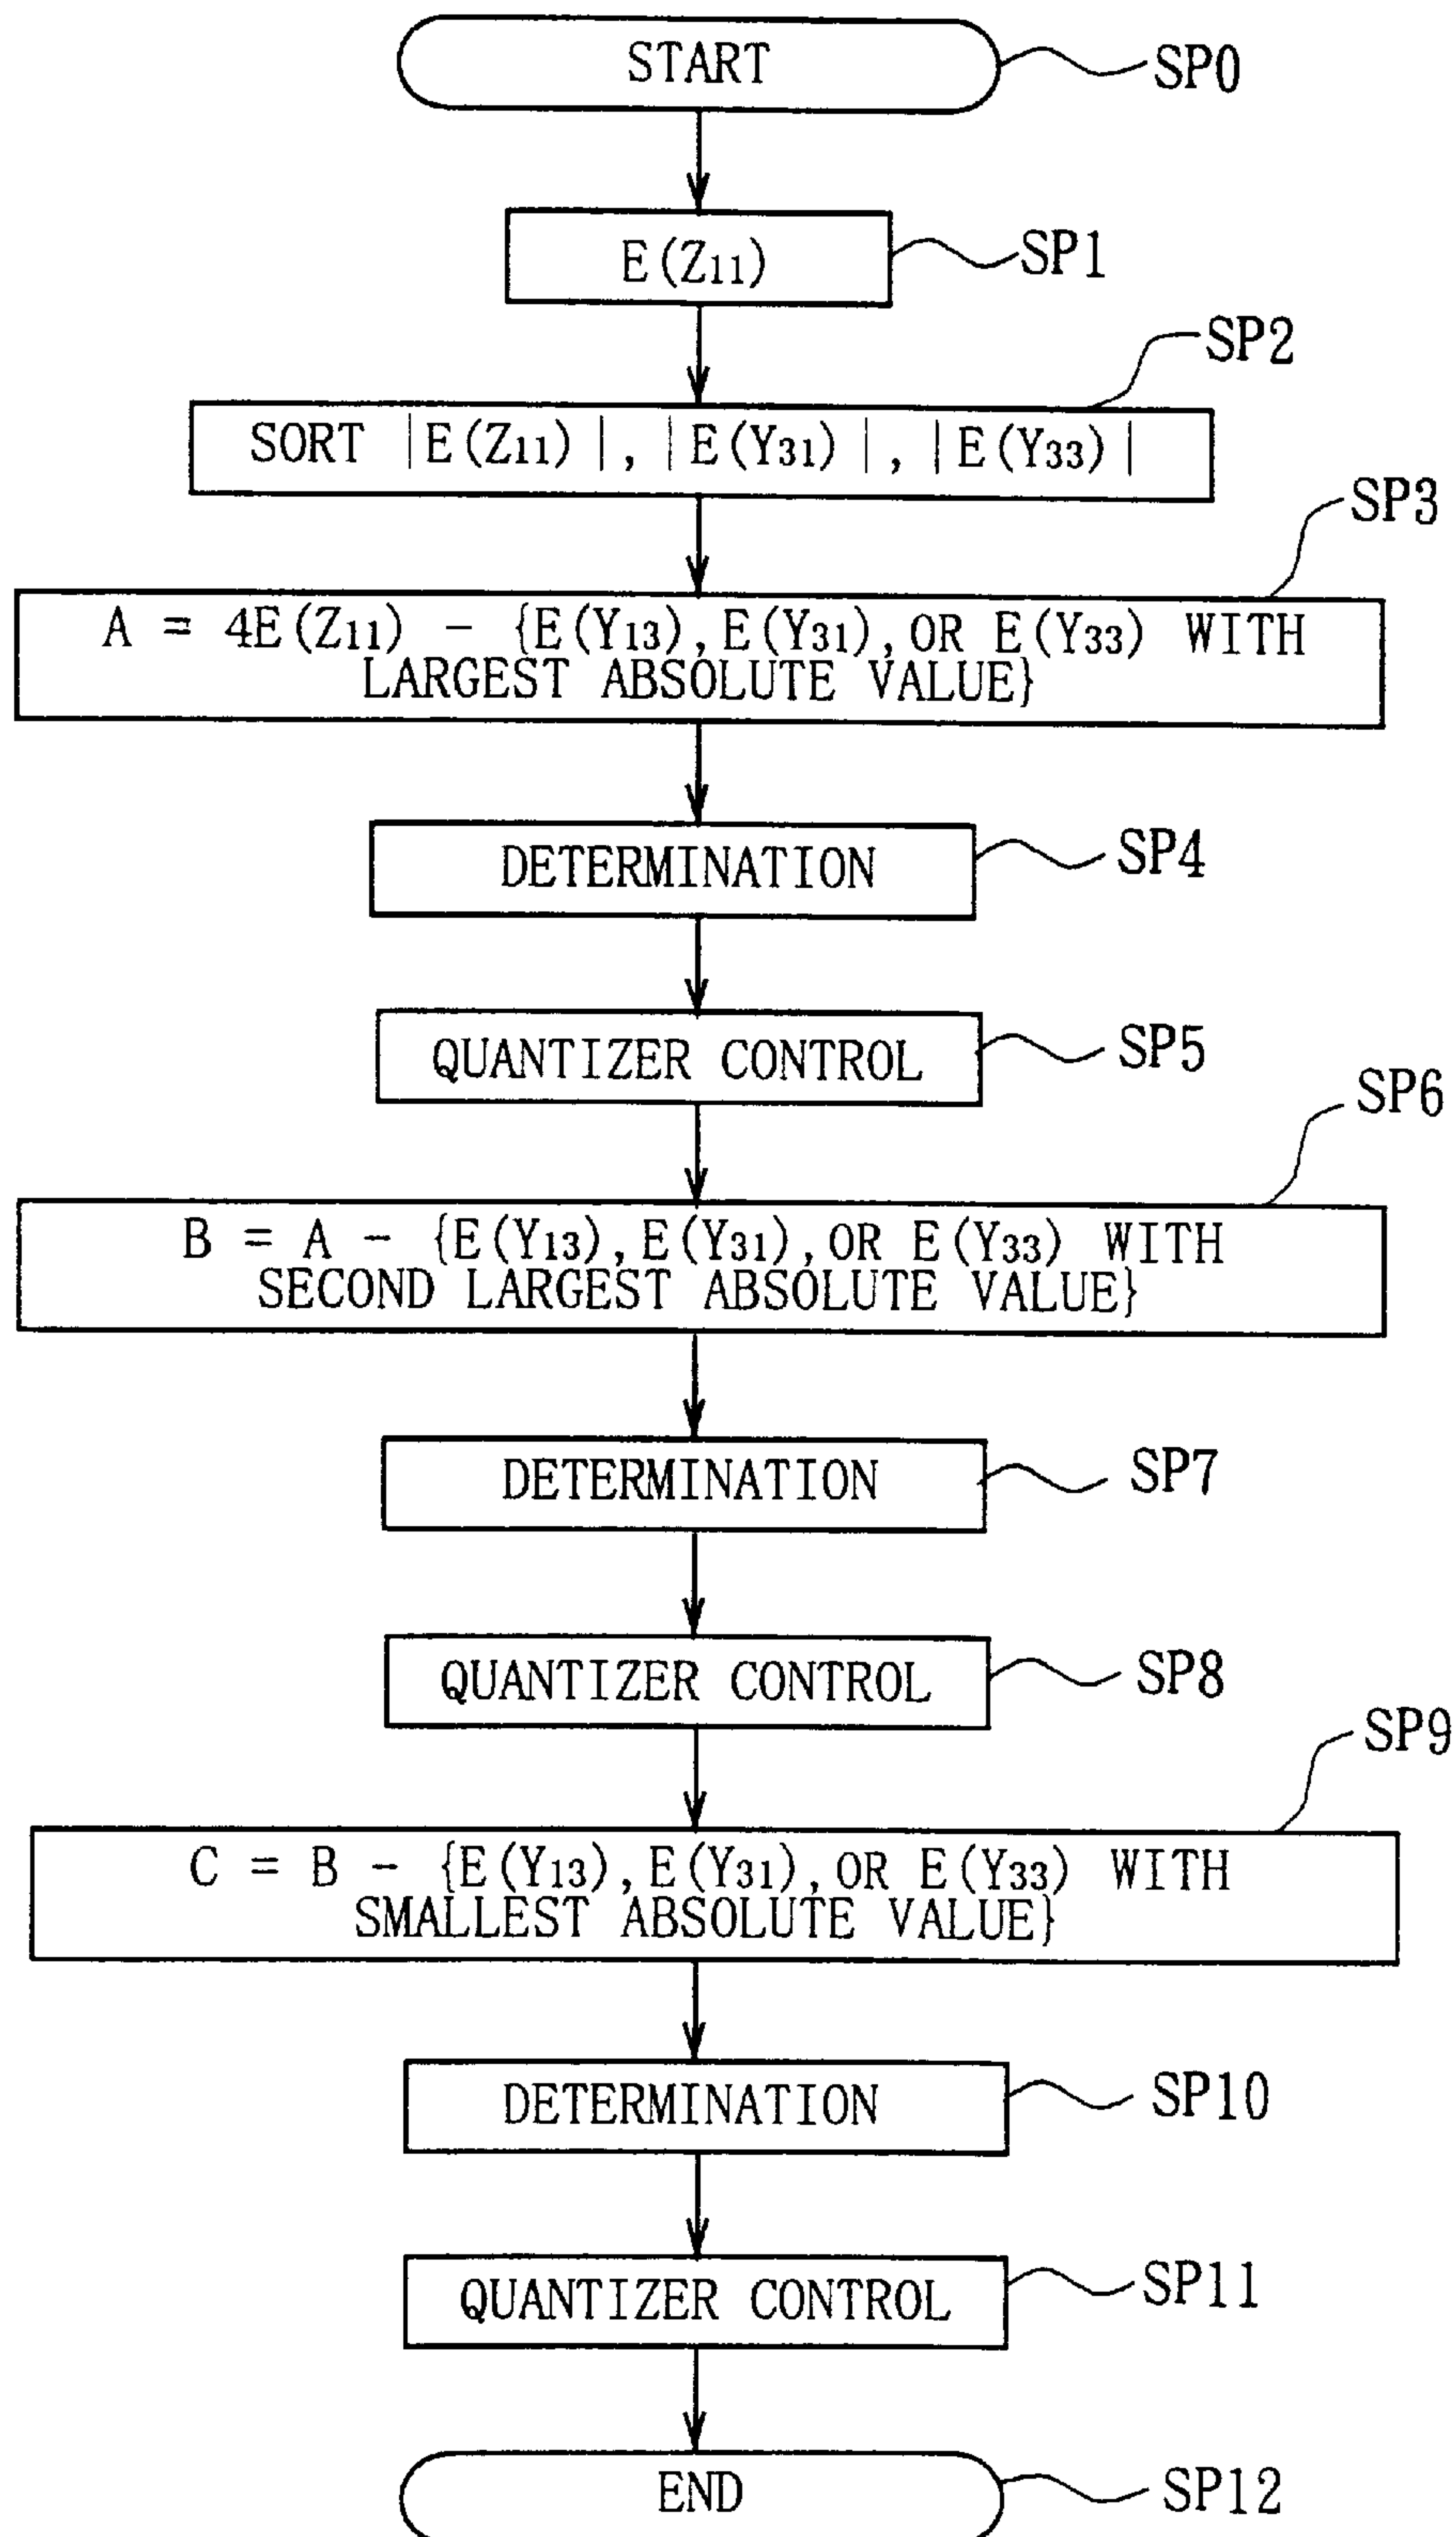 START
SP0
E(Z11)
SP1
SP2
SORT |E(Z11)|, |E(Y31)|, |E(Y33)|
SP3
A = 4E(Z11) - {E(Y13), E(Y31), OR E(Y33) WITH
LARGEST ABSOLUTE VALUE}
DETERMINATION
SP4
QUANTIZER CONTROL
SP5
SP6
B = A - {E(Y13), E(Y31), OR E(Y33) WITH
SECOND LARGEST ABSOLUTE VALUE}
DETERMINATION
SP7
QUANTIZER CONTROL
SP8
SP9
C = B - {E(Y13), E(Y31), OR E(Y33) WITH
SMALLEST ABSOLUTE VALUE}
DETERMINATION
SP10
QUANTIZER CONTROL
SP11
END
SP12